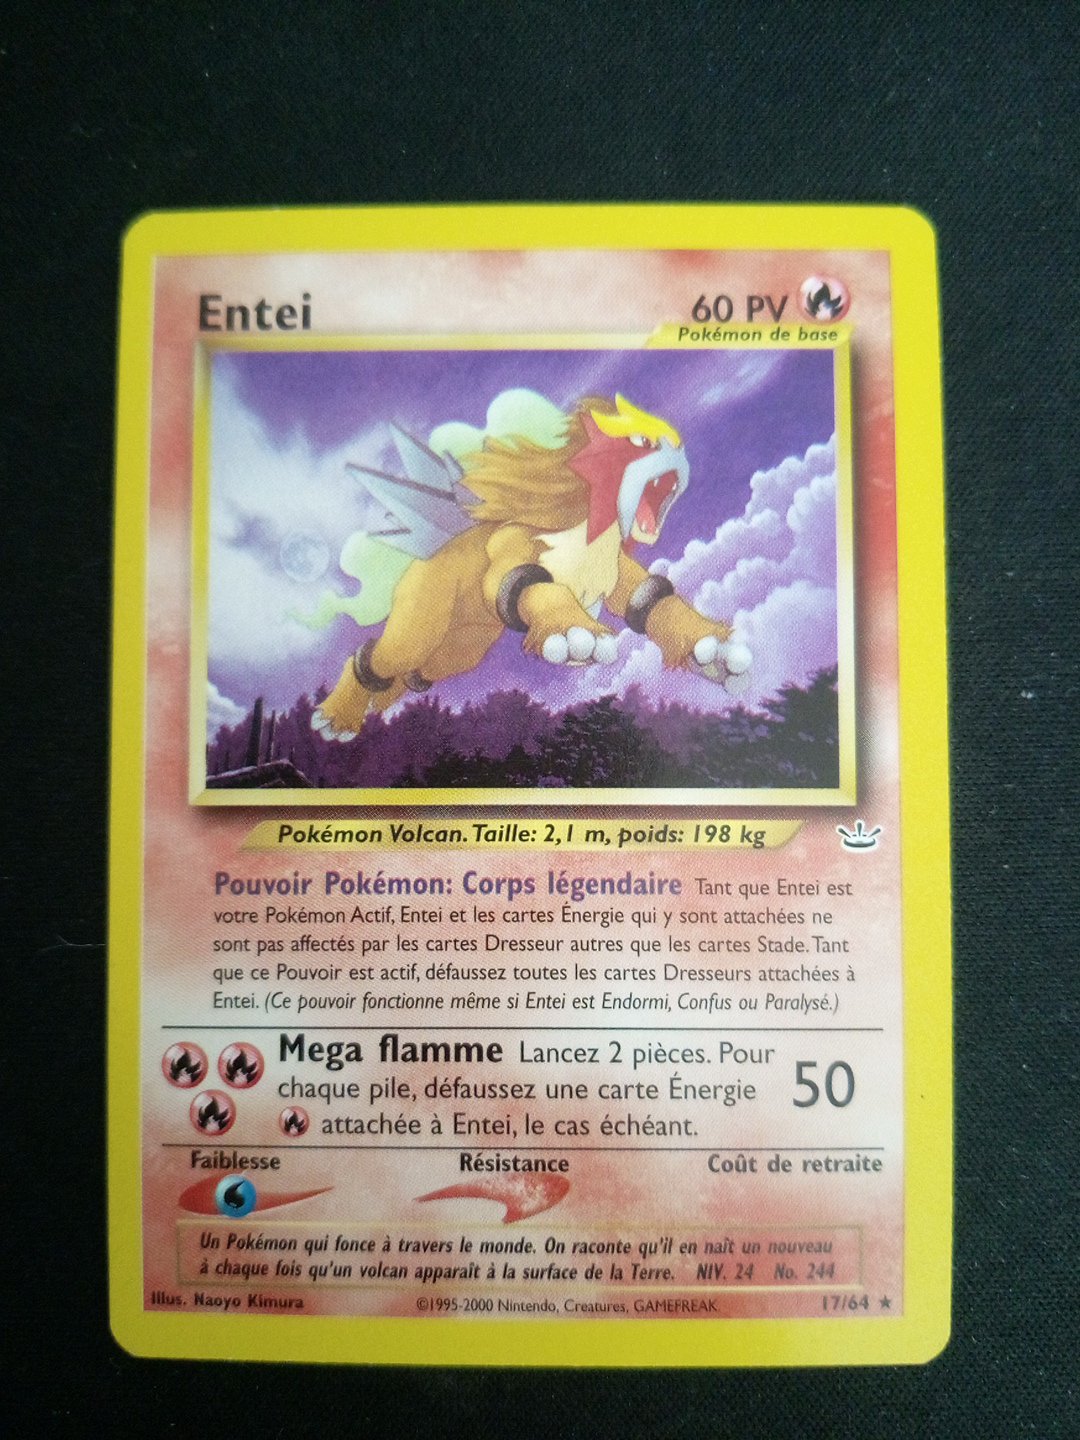 Entei
60 PV
Pokémon de base
Pokémon Volcan. Taille: 2,1 m, poids: 198 kg
Pouvoir Pokémon: Corps légendaire Tant que Entei est
votre Pokémon Actif, Entei et les cartes Énergie qui y sont attachées ne
sont pas affectés par les cartes Dresseur autres que les cartes Stade. Tant
que ce Pouvoir est actif, défaussez toutes les cartes Dresseurs attachées à
Entei. (Ce pouvoir fonctionne même si Entei est Endormi, Confus ou Paralysé.)
Mega flamme Lancez 2 pièces. Pour
chaque pile, défaussez une carte Énergie
attachée à Entei, le cas échéant.
50
Faiblesse
Résistance
Coût de retraite
Un Pokémon qui fonce à travers le monde. On raconte qu'il en naît un nouveau
à chaque fois qu'un volcan apparaît à la surface de la Terre. NIV. 24 No. 244
Illus. Naoyo Kimura
©1995-2000 Nintendo, Creatures, GAMEFREAK
17/64 ★